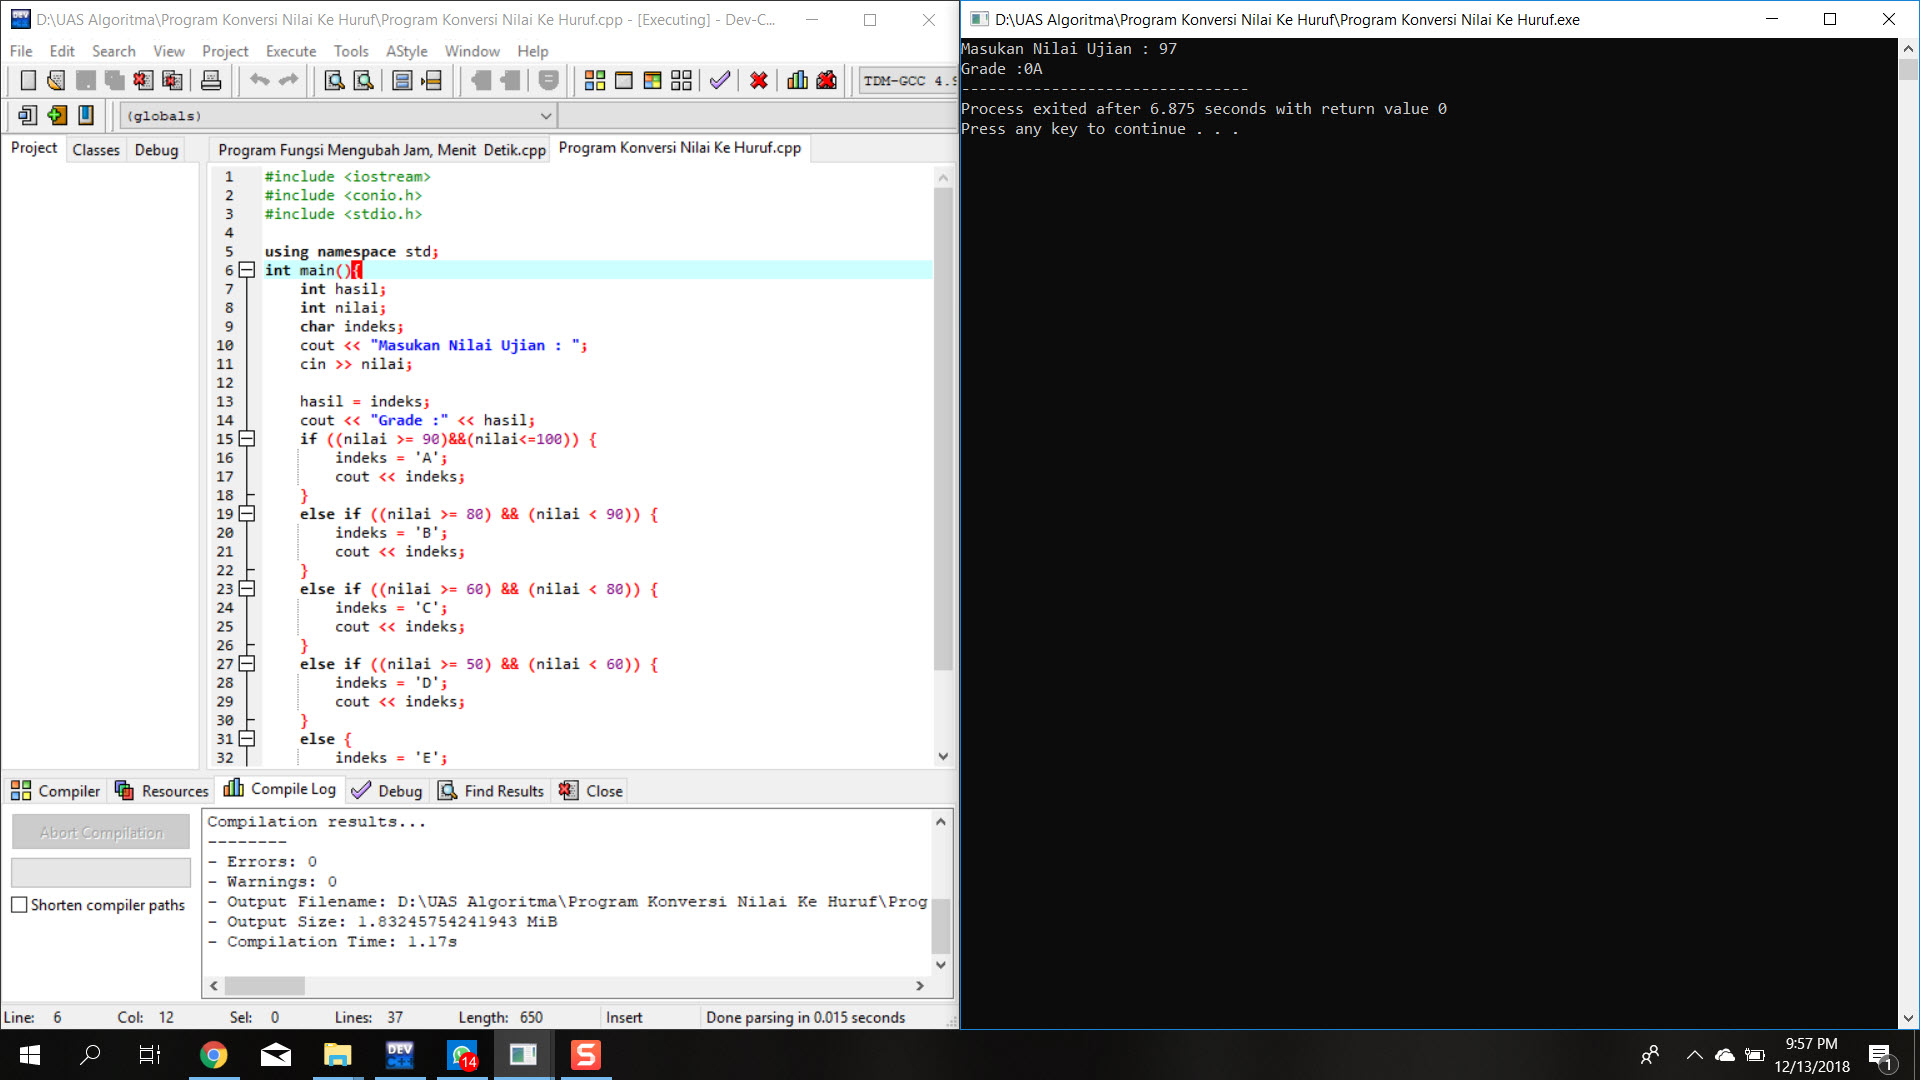 D:\UAS Algoritma\Program Konversi Nilai Ke Huruf\Program Konversi Nilai Ke Huruf.cpp - [Executing] - Dev-C...
File Edit Search View Project Execute Tools AStyle Window Help
TDM-GCC 4.9
(globals)
Project Classes Debug
Program Fungsi Mengubah Jam, Menit Detik.cpp Program Konversi Nilai Ke Huruf.cpp
1 #include <iostream>
2 #include <conio.h>
3 #include <stdio.h>
4
5 using namespace std;
6 int main(){
7 int hasil;
8 int nilai;
9 char indeks;
10 cout << "Masukan Nilai Ujian : ";
11 cin >> nilai;
12
13 hasil = indeks;
14 cout << "Grade :" << hasil;
15 if ((nilai >= 90)&&(nilai<=100)) {
16 indeks = 'A';
17 cout << indeks;
18 }
19 else if ((nilai >= 80) && (nilai < 90)) {
20 indeks = 'B';
21 cout << indeks;
22 }
23 else if ((nilai >= 60) && (nilai < 80)) {
24 indeks = 'C';
25 cout << indeks;
26 }
27 else if ((nilai >= 50) && (nilai < 60)) {
28 indeks = 'D';
29 cout << indeks;
30 }
31 else {
32 indeks = 'E';
Compiler Resources Compile Log Debug Find Results Close
Abort Compilation
Shorten compiler paths
Compilation results...
--------
- Errors: 0
- Warnings: 0
- Output Filename: D:\UAS Algoritma\Program Konversi Nilai Ke Huruf\Prog
- Output Size: 1.83245754241943 MiB
- Compilation Time: 1.17s
Line: 6 Col: 12 Sel: 0 Lines: 37 Length: 650 Insert Done parsing in 0.015 seconds
D:\UAS Algoritma\Program Konversi Nilai Ke Huruf\Program Konversi Nilai Ke Huruf.exe
Masukan Nilai Ujian : 97
Grade :0A
--------------------------------
Process exited after 6.875 seconds with return value 0
Press any key to continue . . .
DEV C++
14
S
9:57 PM
12/13/2018
1